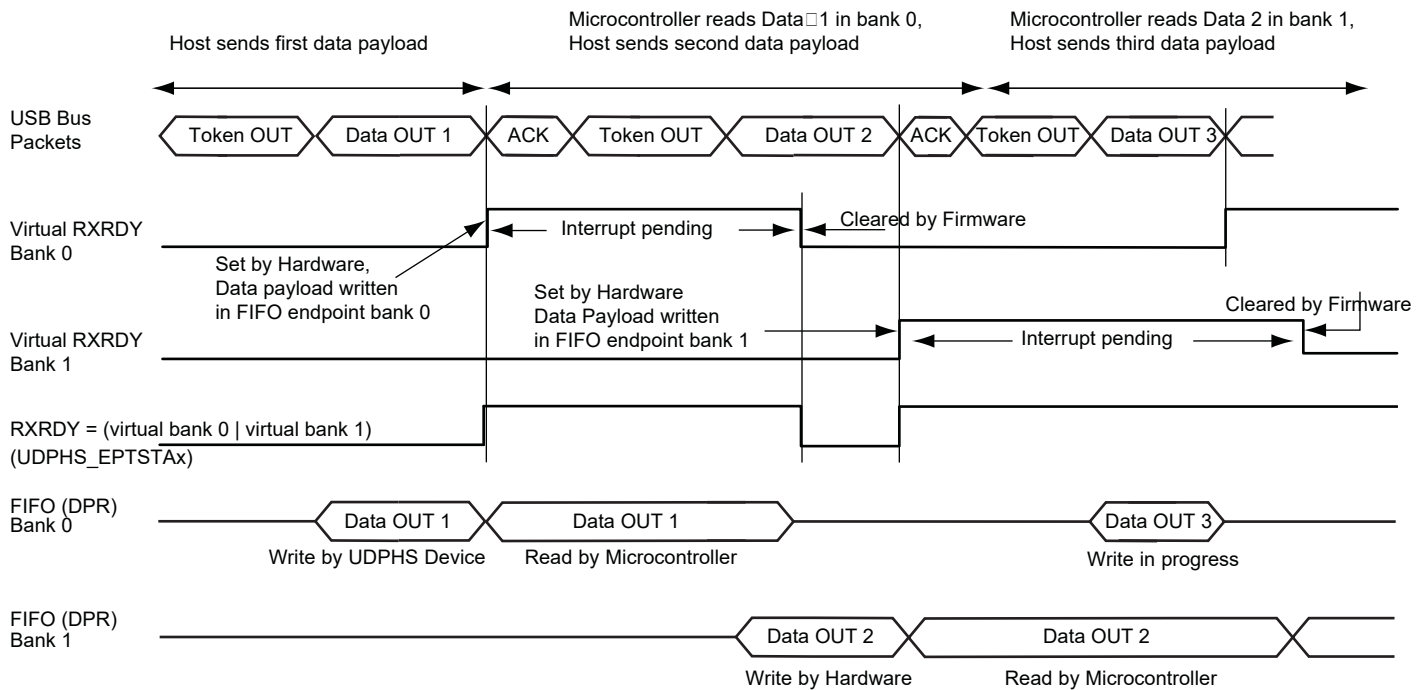 Host sends first data payload
Microcontroller reads Data□1 in bank 0,
Host sends second data payload
Microcontroller reads Data 2 in bank 1,
Host sends third data payload
USB Bus
Packets
Token OUT
Data OUT 1
ACK
Token OUT
Data OUT 2
ACK
Token OUT
Data OUT 3
Virtual RXRDY
Bank 0
Interrupt pending
Cleared by Firmware
Set by Hardware,
Data payload written
in FIFO endpoint bank 0
Set by Hardware
Data Payload written
in FIFO endpoint bank 1
Cleared by Firmware
Virtual RXRDY
Bank 1
Interrupt pending
RXRDY = (virtual bank 0 | virtual bank 1)
(UDPHS_EPTSTAx)
FIFO (DPR)
Bank 0
Data OUT 1
Data OUT 1
Data OUT 3
Write by UDPHS Device
Read by Microcontroller
Write in progress
FIFO (DPR)
Bank 1
Data OUT 2
Data OUT 2
Write by Hardware
Read by Microcontroller